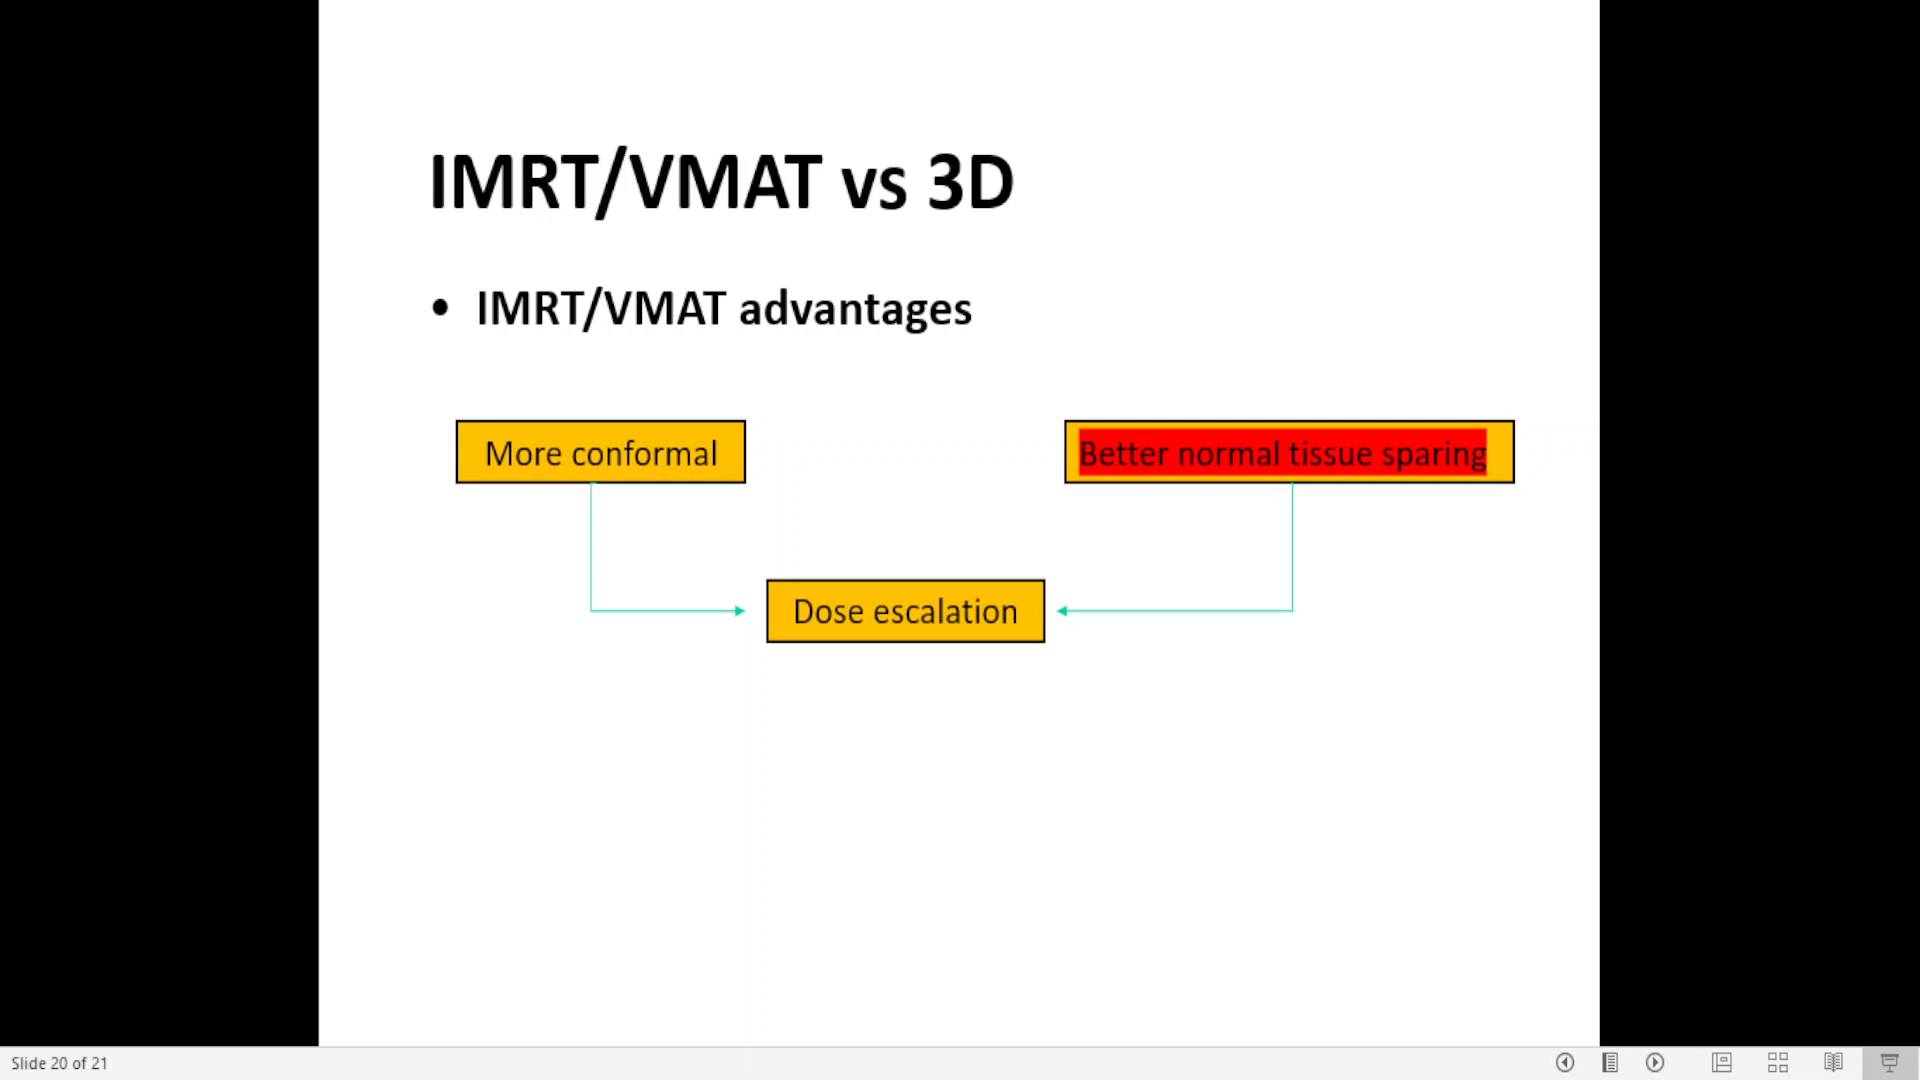 IMRT/VMAT vs 3D
• IMRT/VMAT advantages
More conformal
Better normal tissue sparing
Dose escalation
Slide 20 of 21